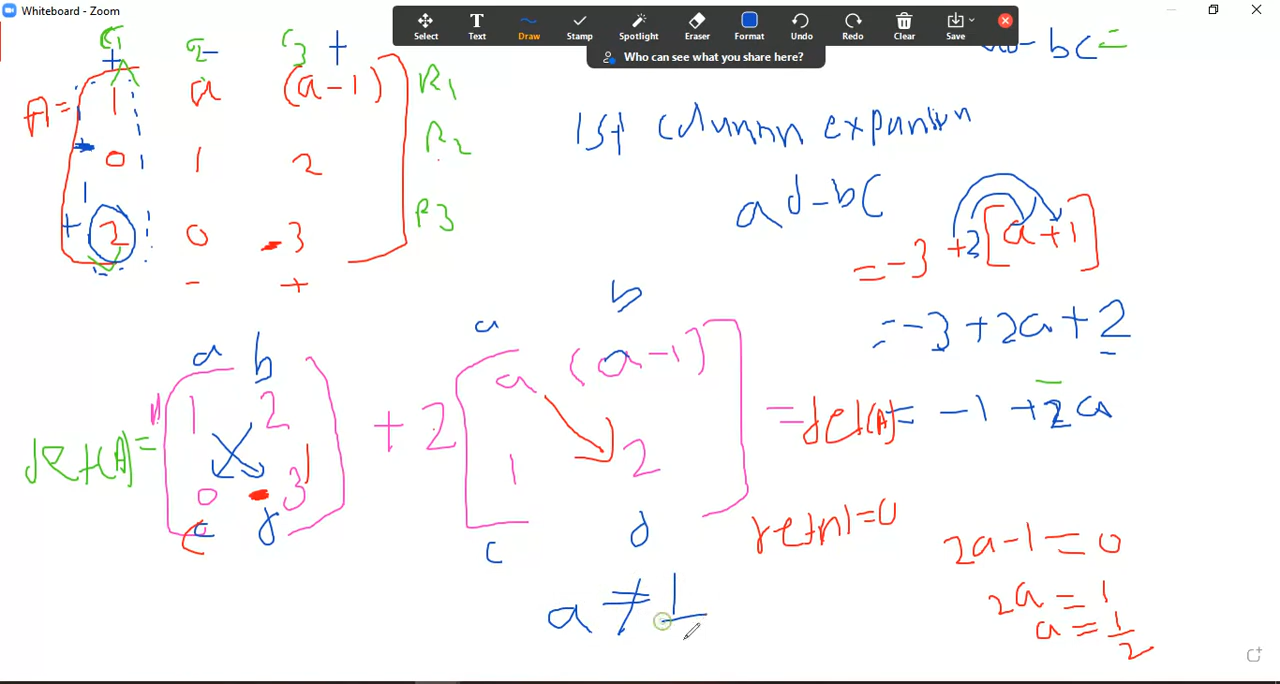 Whiteboard - Zoom
Select Text Draw Stamp Spotlight Eraser Format Undo Redo Clear Save
Who can see what you share here?
C1 C2 C3
+ - +
A = 1 a (a-1) R1
0 1 2 R2
+ 2 0 -3 R3
- +
bc =
1st column expansion
ad-bc
= -3 +2[a+1]
= -3 + 2a + 2
a b
a b
det(A) = 1 2 + 2 a (a-1) = det(A) = -1 + 2a
0 -3 1 2
c d
c d
det(A) = 0
2a-1 = 0
2a = 1
a = 1/2
a ≠ 1